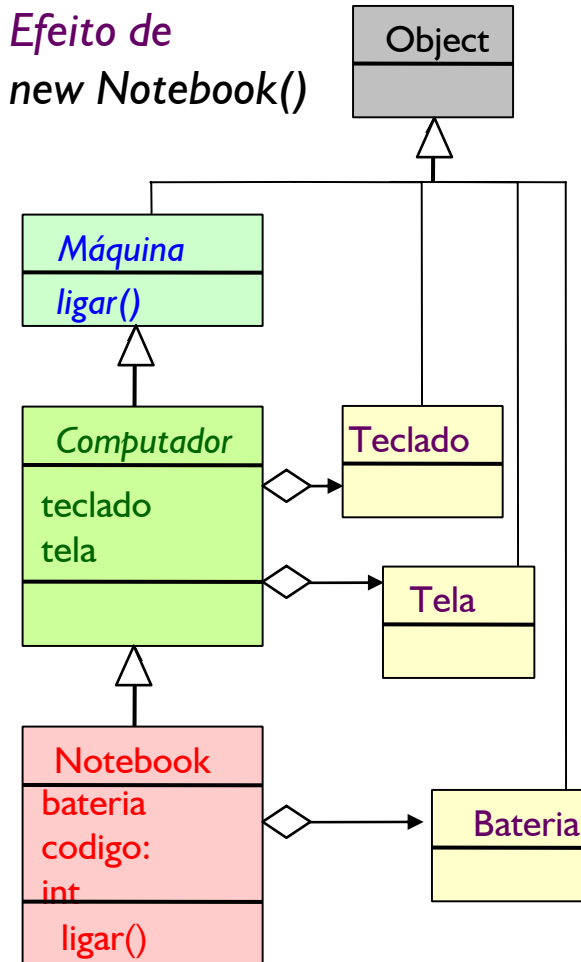 Efeito de
new Notebook()
Object
Máquina
ligar()
Computador
teclado
tela
Teclado
Tela
Notebook
bateria
codigo:
int
ligar()
Bateria